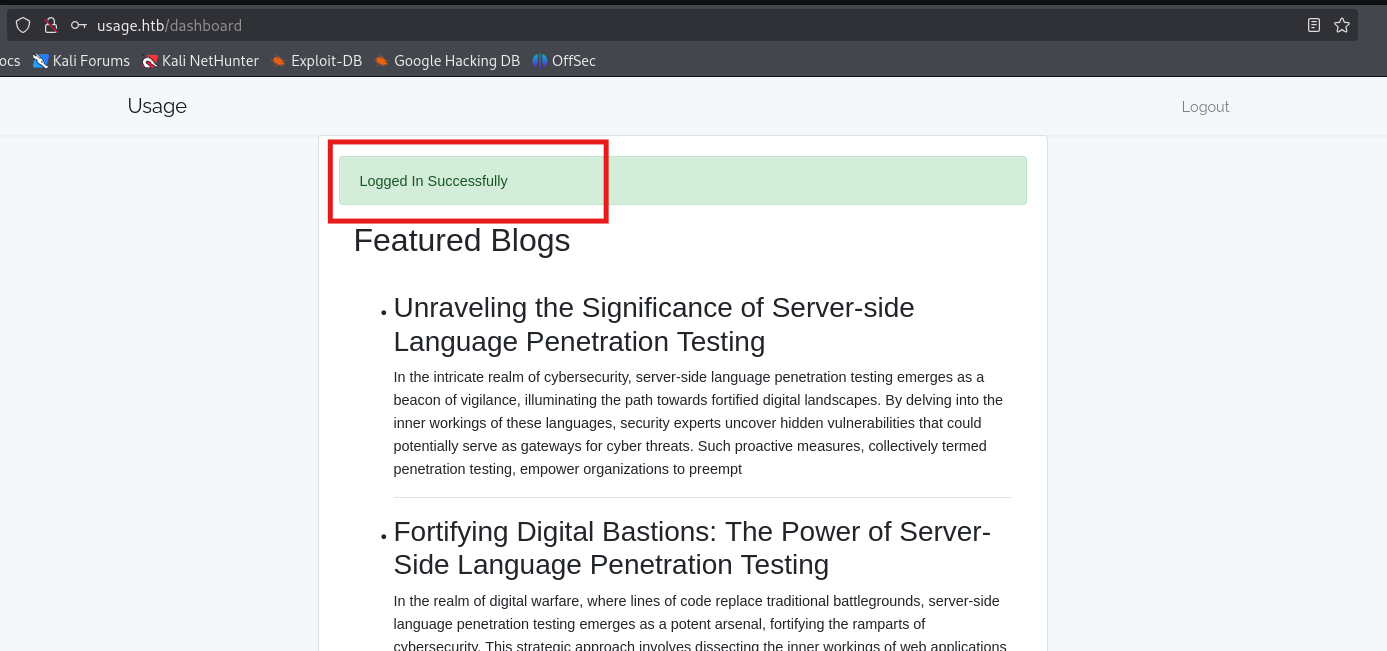 usage.htb/dashboard
ocs Kali Forums Kali NetHunter Exploit-DB Google Hacking DB OffSec
Usage Logout
Logged In Successfully
Featured Blogs
• Unraveling the Significance of Server-side
Language Penetration Testing
In the intricate realm of cybersecurity, server-side language penetration testing emerges as a
beacon of vigilance, illuminating the path towards fortified digital landscapes. By delving into the
inner workings of these languages, security experts uncover hidden vulnerabilities that could
potentially serve as gateways for cyber threats. Such proactive measures, collectively termed
penetration testing, empower organizations to preempt
• Fortifying Digital Bastions: The Power of Server-
Side Language Penetration Testing
In the realm of digital warfare, where lines of code replace traditional battlegrounds, server-side
language penetration testing emerges as a potent arsenal, fortifying the ramparts of
cybersecurity. This strategic approach involves dissecting the inner workings of web applications